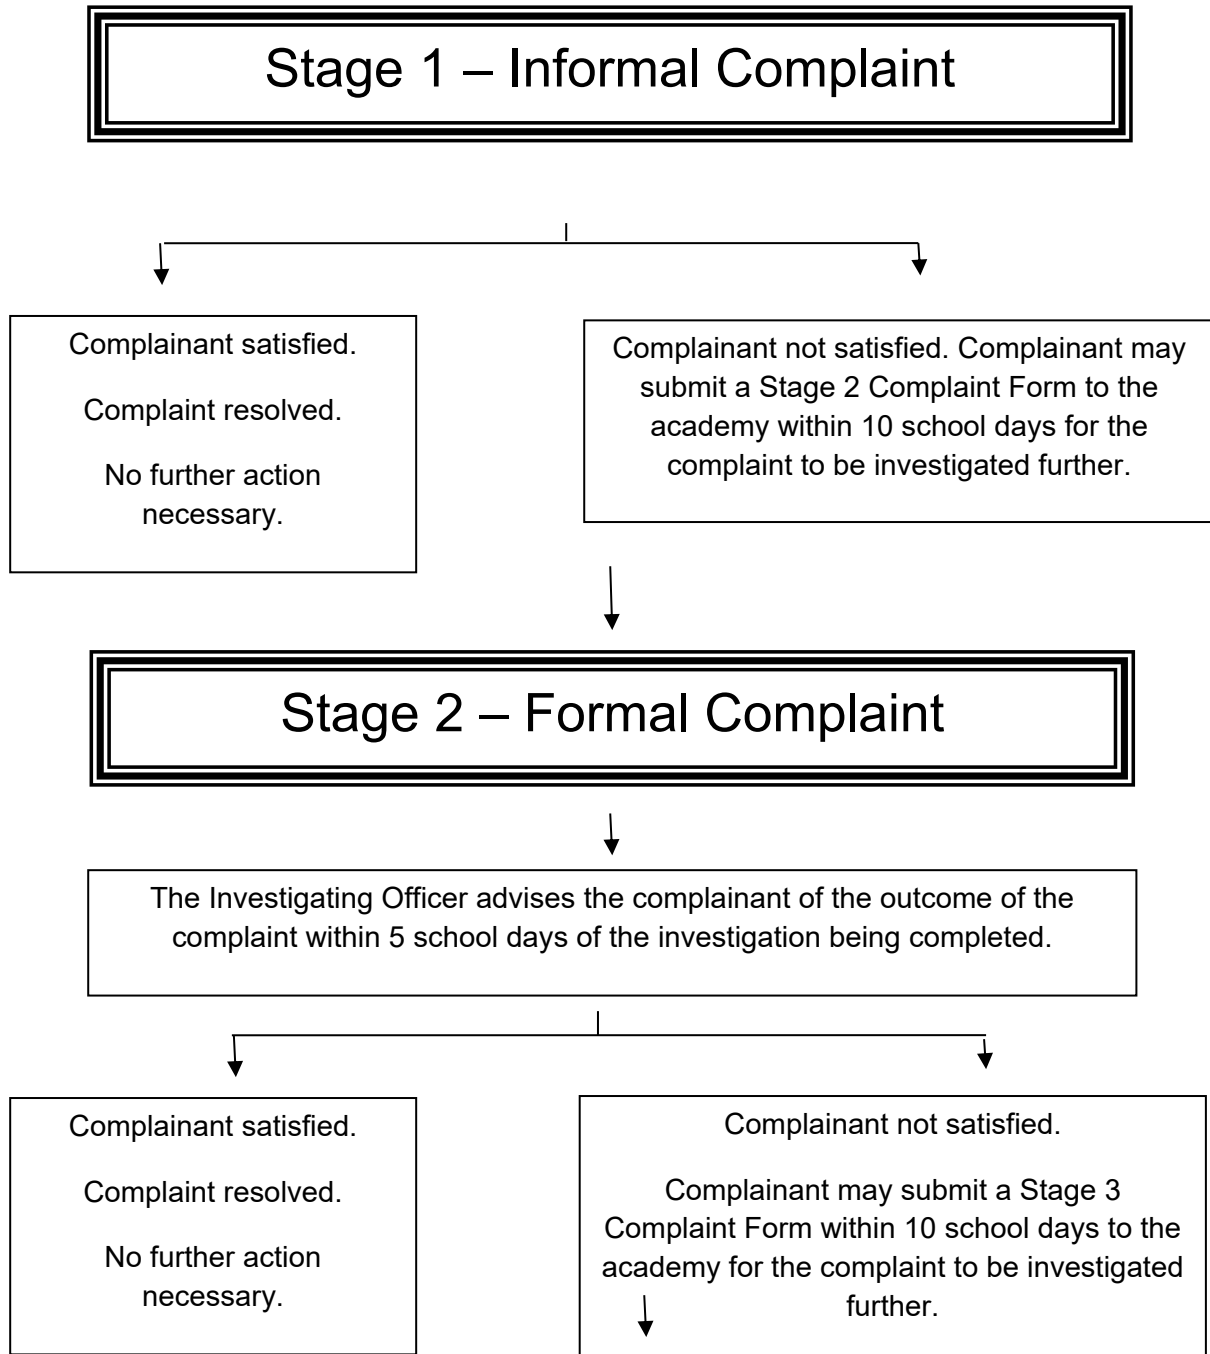 Stage 1 – Informal Complaint
Complainant satisfied.
Complaint resolved.
No further action
necessary.
Complainant not satisfied. Complainant may
submit a Stage 2 Complaint Form to the
academy within 10 school days for the
complaint to be investigated further.
Stage 2 – Formal Complaint
The Investigating Officer advises the complainant of the outcome of the
complaint within 5 school days of the investigation being completed.
Complainant satisfied.
Complaint resolved.
No further action
necessary.
Complainant not satisfied.
Complainant may submit a Stage 3
Complaint Form within 10 school days to the
academy for the complaint to be investigated
further.